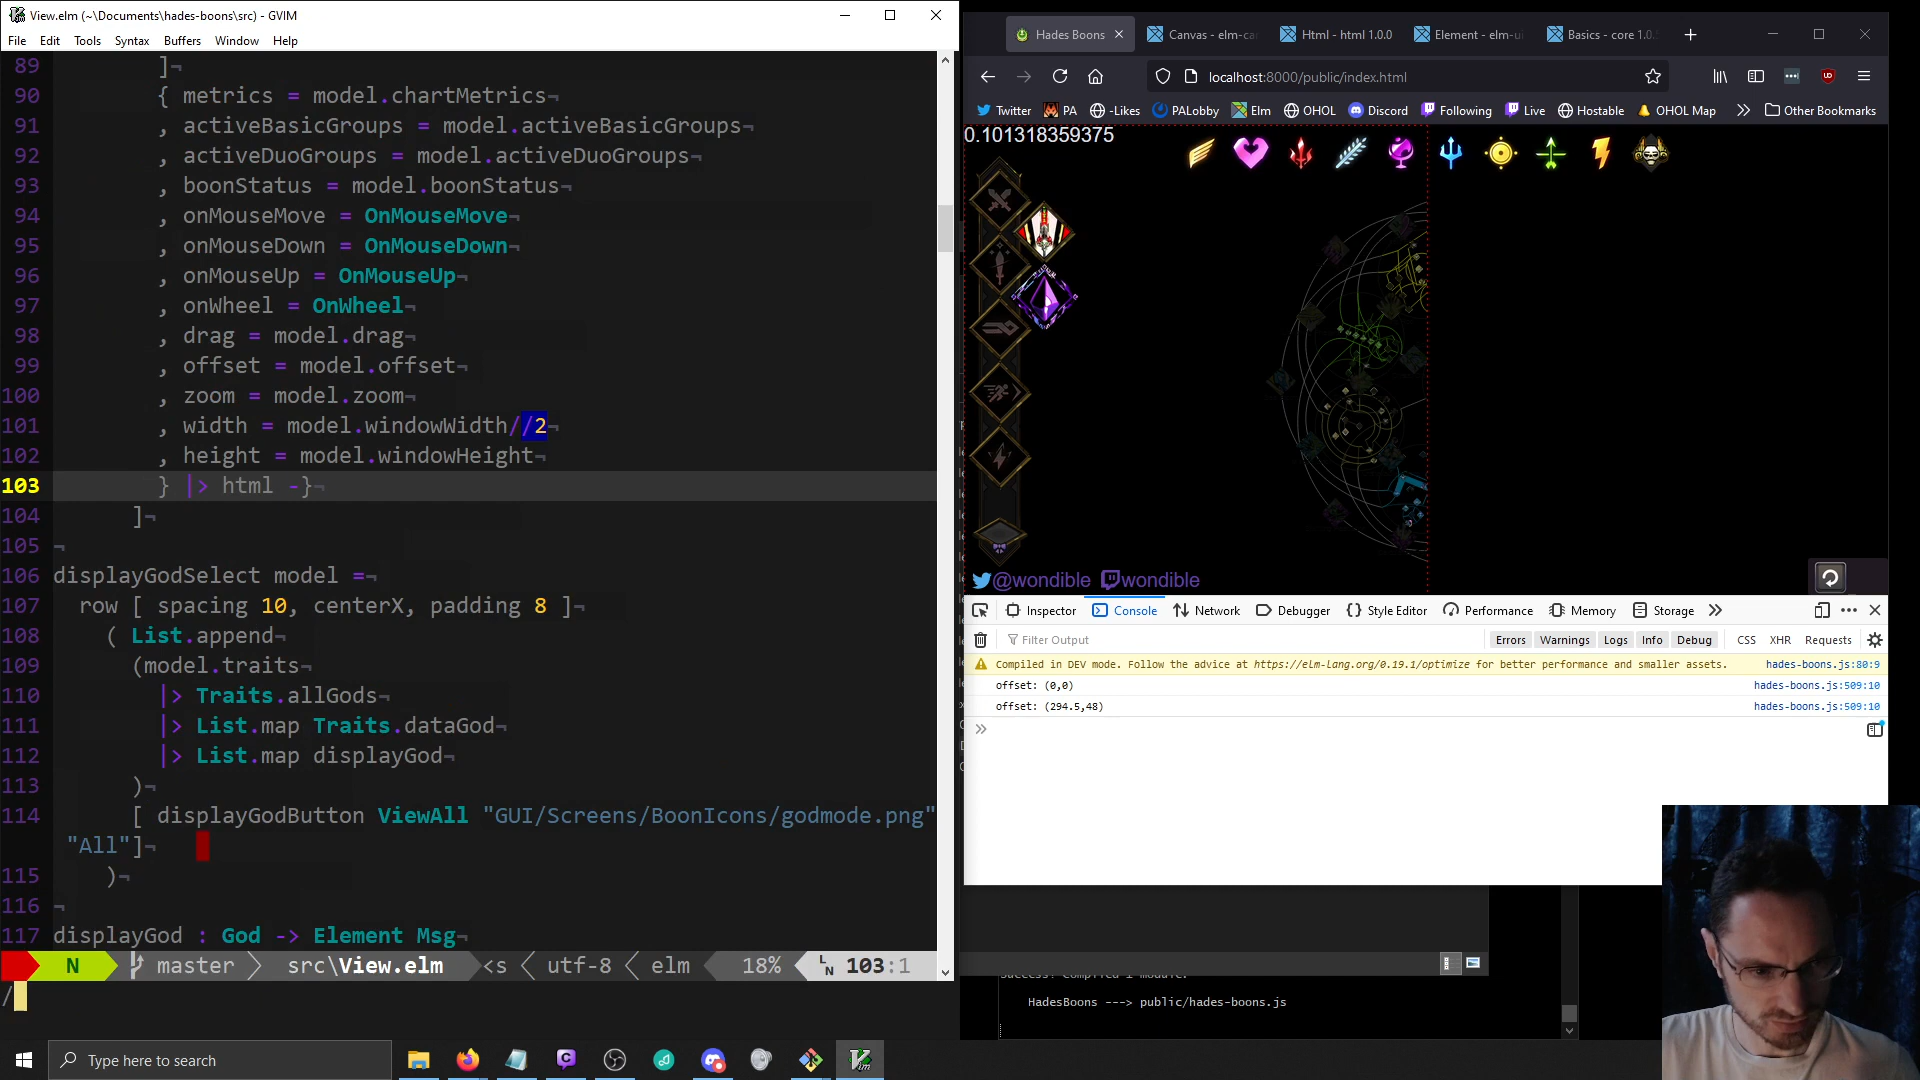 View.elm (~\Documents\hades-boons\src) - GVIM
File Edit Tools Syntax Buffers Window Help
89 ]¬
90 { metrics = model.chartMetrics¬
91 , activeBasicGroups = model.activeBasicGroups¬
92 , activeDuoGroups = model.activeDuoGroups¬
93 , boonStatus = model.boonStatus¬
94 , onMouseMove = OnMouseMove¬
95 , onMouseDown = OnMouseDown¬
96 , onMouseUp = OnMouseUp¬
97 , onWheel = OnWheel¬
98 , drag = model.drag¬
99 , offset = model.offset¬
100 , zoom = model.zoom¬
101 , width = model.windowWidth//2¬
102 , height = model.windowHeight¬
103 } |> html -}¬
104 ]¬
105 ¬
106 displayGodSelect model =¬
107 row [ spacing 10, centerX, padding 8 ]¬
108 ( List.append¬
109 (model.traits¬
110 |> Traits.allGods¬
111 |> List.map Traits.dataGod¬
112 |> List.map displayGod¬
113 )¬
114 [ displayGodButton ViewAll "GUI/Screens/BoonIcons/godmode.png"
"All"]¬
115 )¬
116 ¬
117 displayGod : God -> Element Msg¬
N master src\View.elm <s utf-8 elm 18% LN 103:1
/
Type here to search
Hades Boons
Canvas - elm-ca
Html - html 1.0.0
Element - elm-ui
Basics - core 1.0.
localhost:8000/public/index.html
Twitter PA -Likes PALobby Elm OHOL Discord Following Live Hostable OHOL Map Other Bookmarks
0.101318359375
@wondible wondible
Inspector Console Network Debugger Style Editor Performance Memory Storage
Filter Output
Errors Warnings Logs Info Debug CSS XHR Requests
Compiled in DEV mode. Follow the advice at https://elm-lang.org/0.19.1/optimize for better performance and smaller assets. hades-boons.js:80:9
offset: (0,0) hades-boons.js:509:10
offset: (294.5,48) hades-boons.js:509:10
Success! Compiled 1 module.
HadesBoons ---> public/hades-boons.js